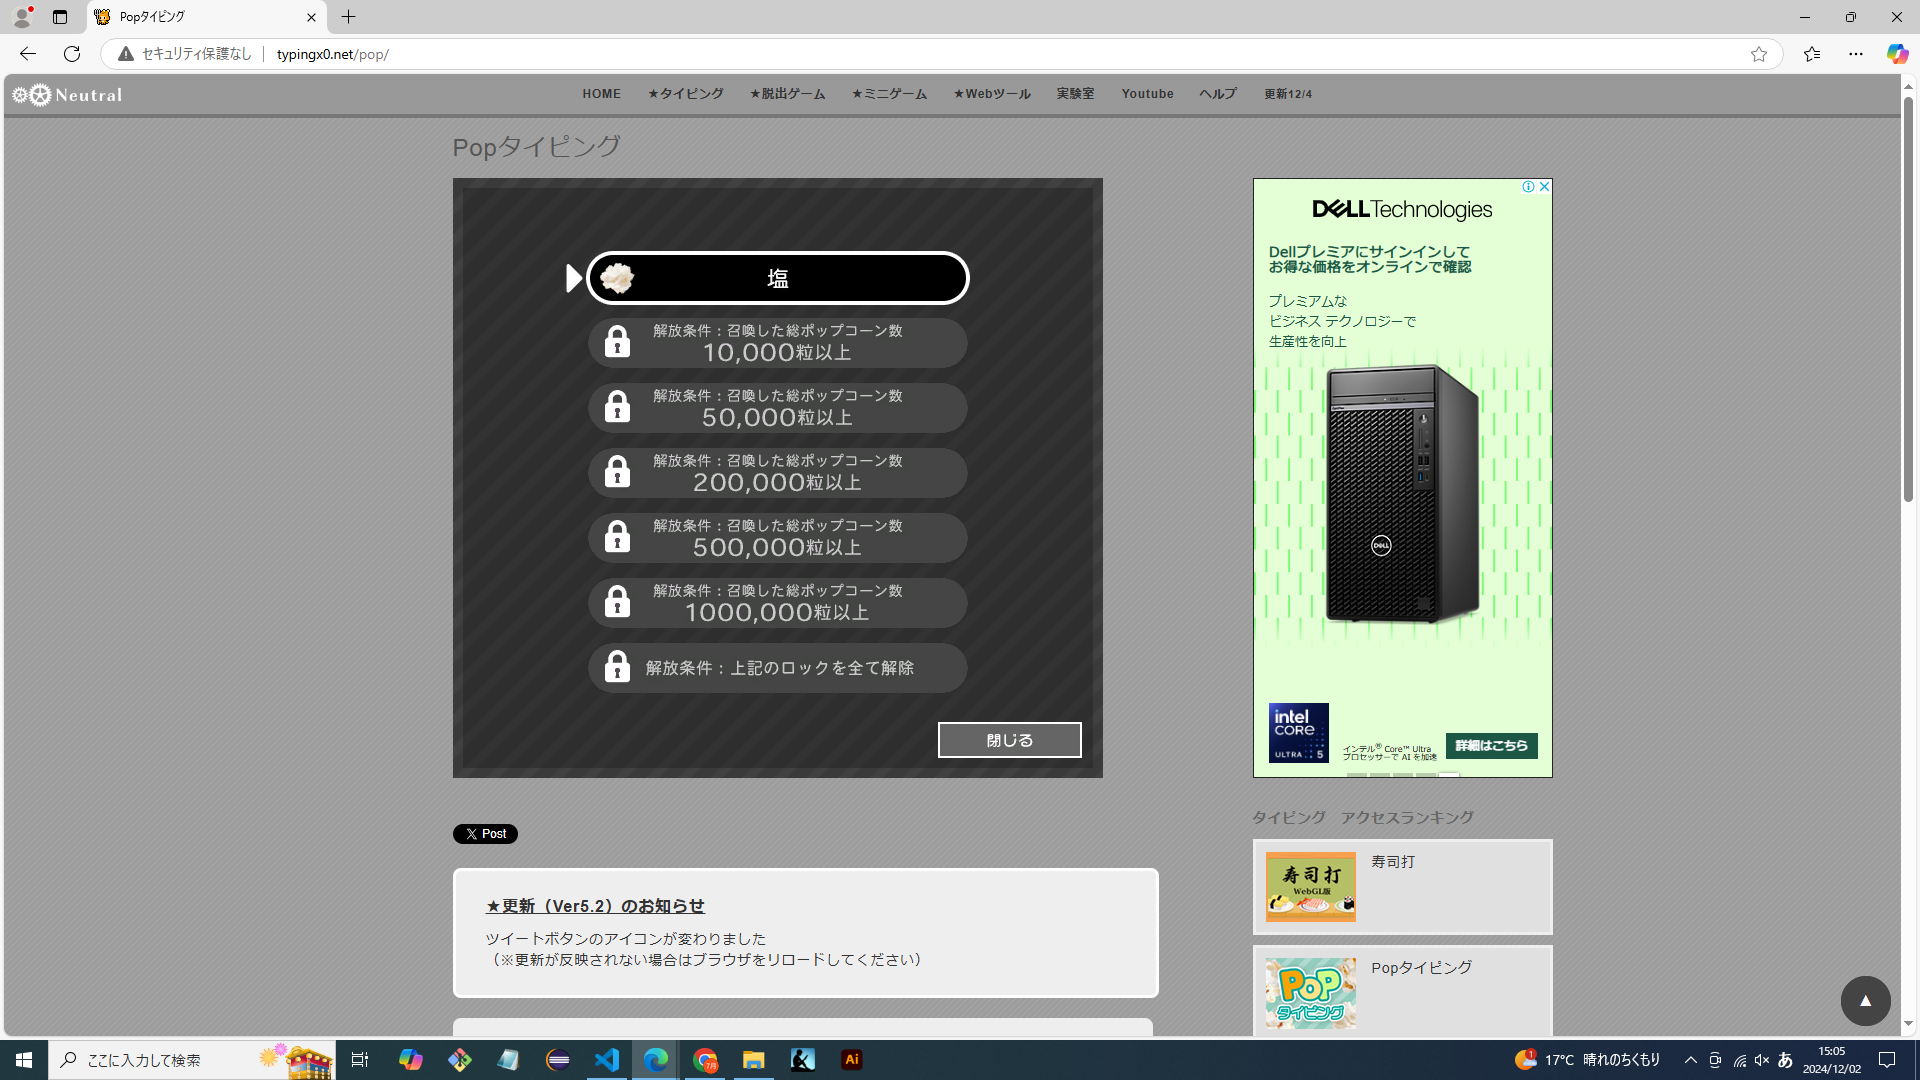 Popタイピング
セキュリティ保護なし
typingx0.net/pop/
Neutral
HOME
★タイピング
★脱出ゲーム
★ミニゲーム
★Webツール
実験室
Youtube
ヘルプ
更新12/4
Popタイピング
塩
解放条件：召喚した総ポップコーン数
10,000粒以上
解放条件：召喚した総ポップコーン数
50,000粒以上
解放条件：召喚した総ポップコーン数
200,000粒以上
解放条件：召喚した総ポップコーン数
500,000粒以上
解放条件：召喚した総ポップコーン数
1000,000粒以上
解放条件：上記のロックを全て解除
閉じる
DELLTechnologies
Dellプレミアにサインインして
お得な価格をオンラインで確認
プレミアムな
ビジネス テクノロジーで
生産性を向上
DELL
intel
CORE
ULTRA 5
インテル® Core™ Ultra
プロセッサーで AI を加速
詳細はこちら
Post
★更新（Ver5.2）のお知らせ
ツイートボタンのアイコンが変わりました
（※更新が反映されない場合はブラウザをリロードしてください）
タイピング　アクセスランキング
寿司打
WebGL版
寿司打
POP
タイピング
Popタイピング
▲
ここに入力して検索
Ai
1
17°C 晴れのちくもり
あ
15:05
2024/12/02